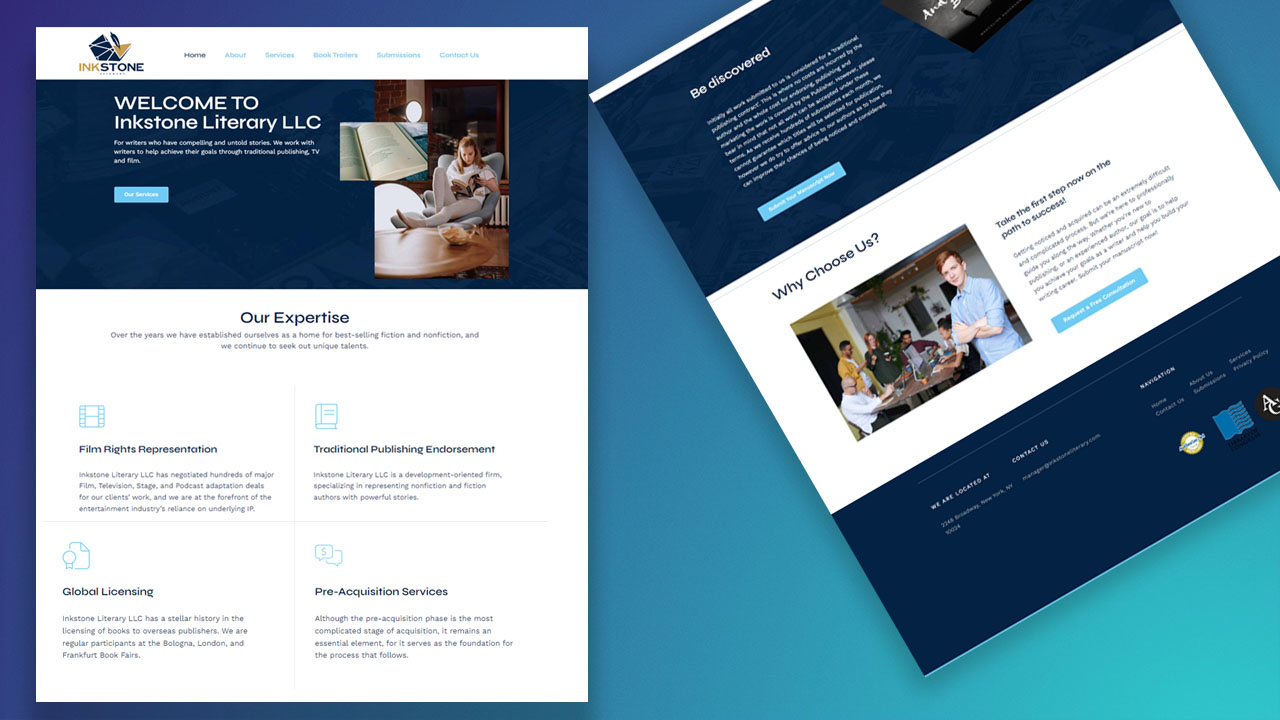 INKSTONE
LITERARY
Home
About
Services
Book Trailers
Submissions
Contact Us
WELCOME TO
Inkstone Literary LLC
For writers who have compelling and untold stories. We work with
writers to help achieve their goals through traditional publishing, TV
and film.
Our Services
Our Expertise
Over the years we have established ourselves as a home for best-selling fiction and nonfiction, and
we continue to seek out unique talents.
Film Rights Representation
Inkstone Literary LLC has negotiated hundreds of major
Film, Television, Stage, and Podcast adaptation deals
for our clients' work, and we are at the forefront of the
entertainment industry's reliance on underlying IP.
Traditional Publishing Endorsement
Inkstone Literary LLC is a development-oriented firm,
specializing in representing nonfiction and fiction
authors with powerful stories.
Global Licensing
Inkstone Literary LLC has a stellar history in the
licensing of books to overseas publishers. We are
regular participants at the Bologna, London, and
Frankfurt Book Fairs.
Pre-Acquisition Services
Although the pre-acquisition phase is the most
complicated stage of acquisition, it remains an
essential element, for it serves as the foundation for
the process that follows.
And
Be discovered
Initially all work submitted to us is considered for a 'traditional
publishing contract'. This is where no costs are incurred by the
author and the whole cost for endorsing, publishing and
marketing the work is covered by the Publisher. However, please
bear in mind that not all work can be accepted under these
terms. As we receive hundreds of submissions each month, we
cannot guarantee which titles will be selected for publication,
however we do try to offer advice to our authors as to how they
can improve their chances of being noticed and considered.
Submit Your Manuscript Now
Why Choose Us?
Take the first step now on the
path to success!
Getting noticed and acquired can be an extremely difficult
and complicated process. But we're here to professionally
guide you along the way. Whether you're new to
publishing, or an experienced author, our goal is to help
you achieve your goals as a writer and help you build your
writing career. Submit your manuscript now!
Request a Free Consultation
WE ARE LOCATED AT
2248 Broadway, New York, NY
10024
CONTACT US
manager@inkstoneliterary.com
NAVIGATION
Home
About Us
Services
Contact Us
Submissions
Privacy Policy